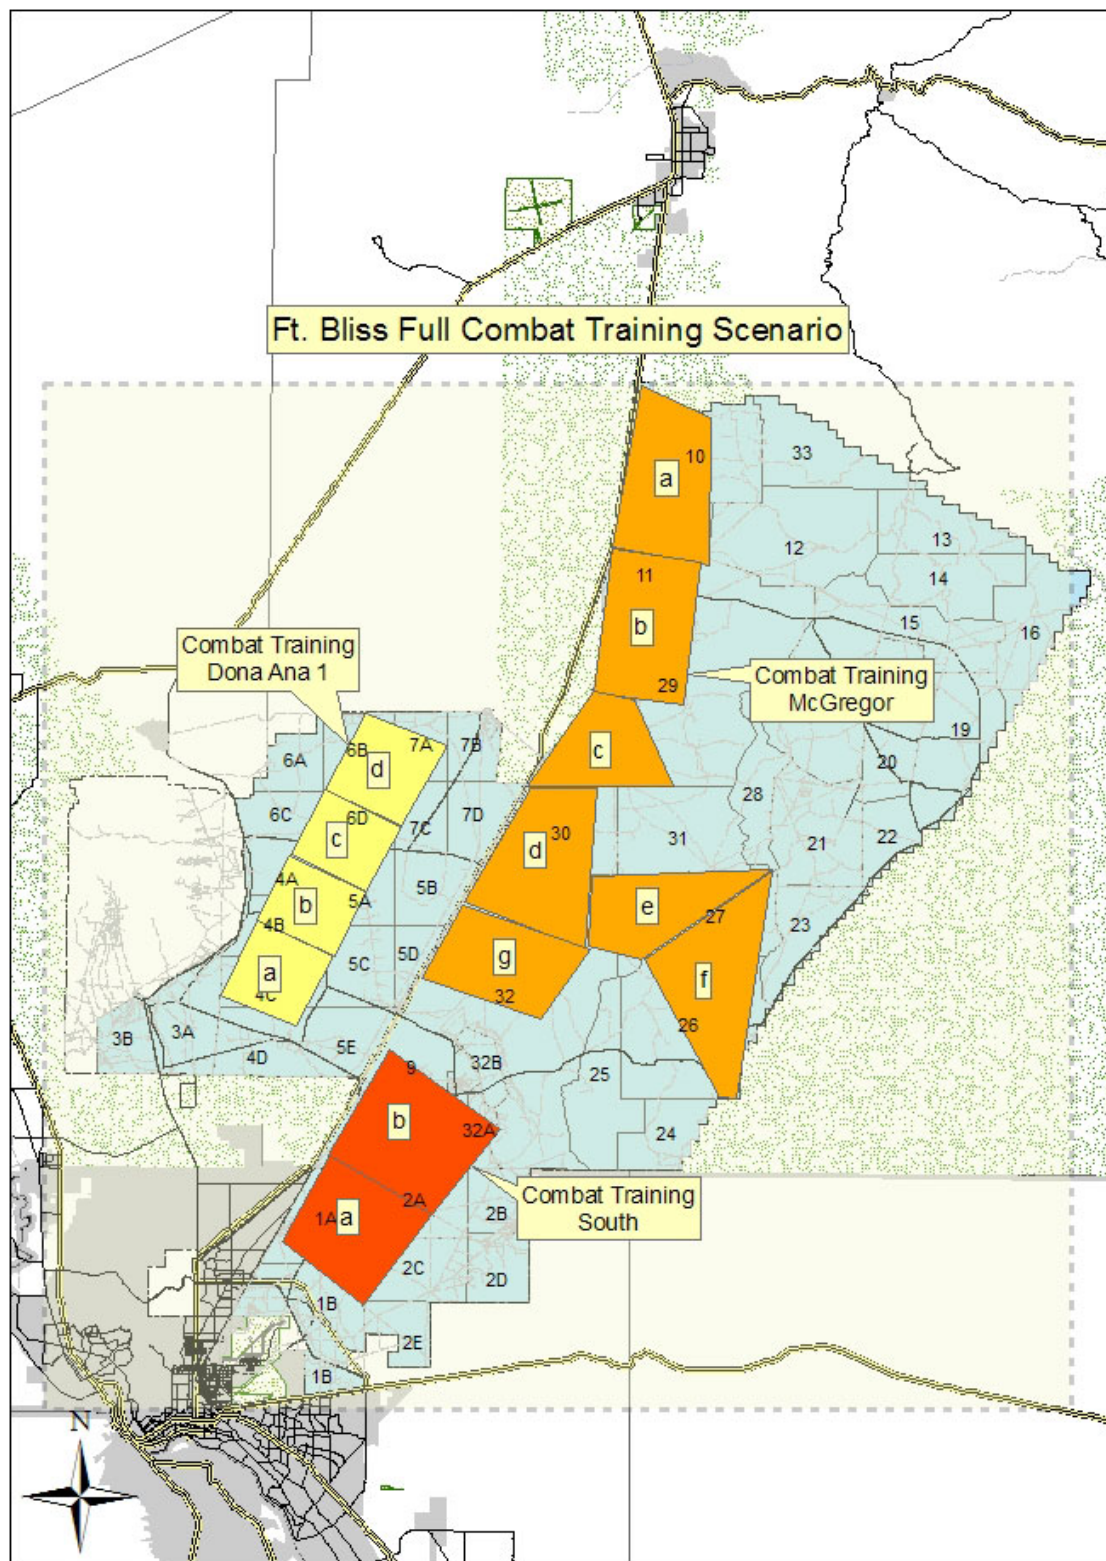 Ft. Bliss Full Combat Training Scenario
33
10
a
13
12
11
14
15
b
16
Combat Training
Dona Ana 1
Combat Training
McGregor
29
19
6B
7A
7B
6A
c
20
d
28
6C
6D
7C
7D
30
31
21
22
c
d
4A
5B
5A
b
e
27
4B
23
a
5C
5D
g
f
4C
32
26
3B
3A
4D
5E
32B
9
25
b
32A
24
Combat Training
South
1A
a
2A
2B
2C
2D
1B
2E
1B
N